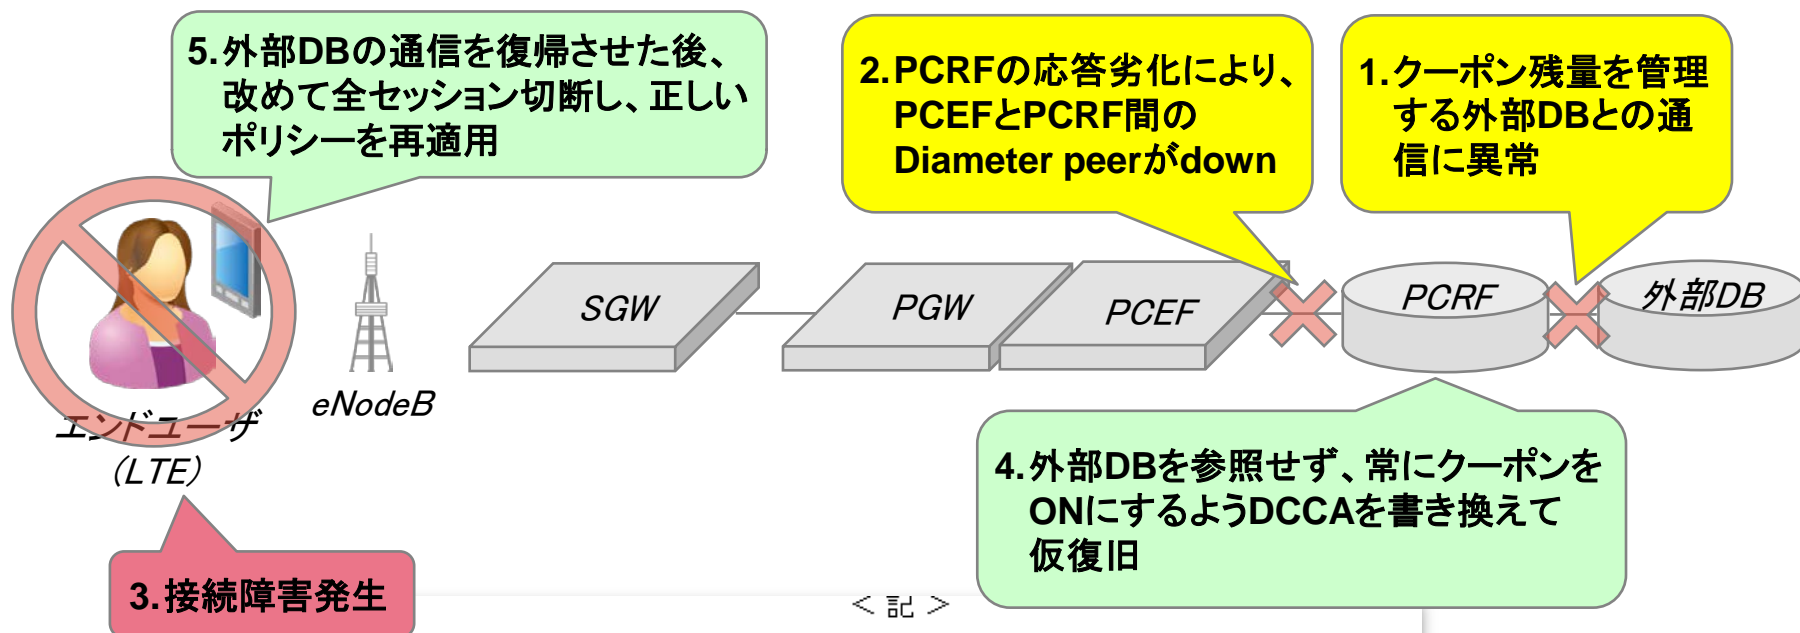 5.外部DBの通信を復帰させた後、
改めて全セッション切断し、正しい
ポリシーを再適用
2.PCRFの応答劣化により、
PCEFとPCRF間の
Diameter peerがdown
1.クーポン残量を管理
する外部DBとの通
信に異常
SGW
PGW
PCEF
PCRF
外部DB
eNodeB
エンドユーザ
(LTE)
4.外部DBを参照せず、常にクーポンを
ONにするようDCCAを書き換えて
仮復旧
3.接続障害発生
＜記＞